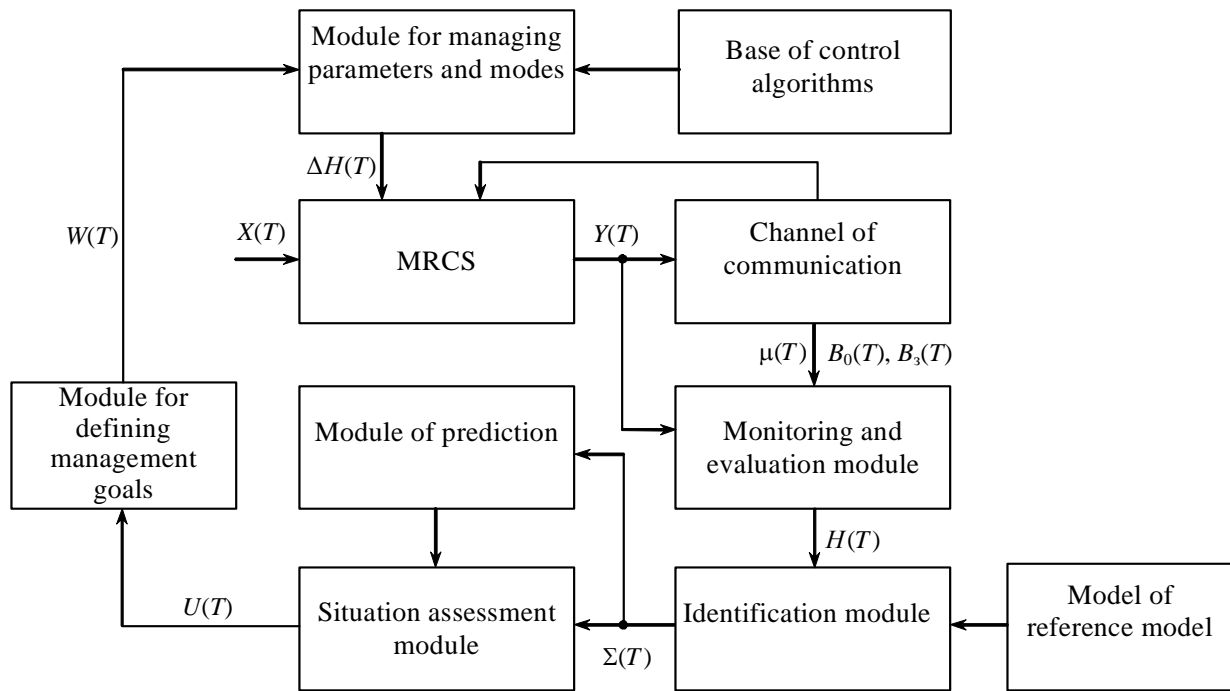 Module for managing
parameters and modes
Base of control
algorithms
ΔH(T)
W(T)
X(T)
MRCS
Y(T)
Channel of
communication
μ(T)
B₀(T), B₃(T)
Module for
defining
management
goals
Module of prediction
Monitoring and
evaluation module
H(T)
U(T)
Situation assessment
module
Σ(T)
Identification module
Model of
reference model